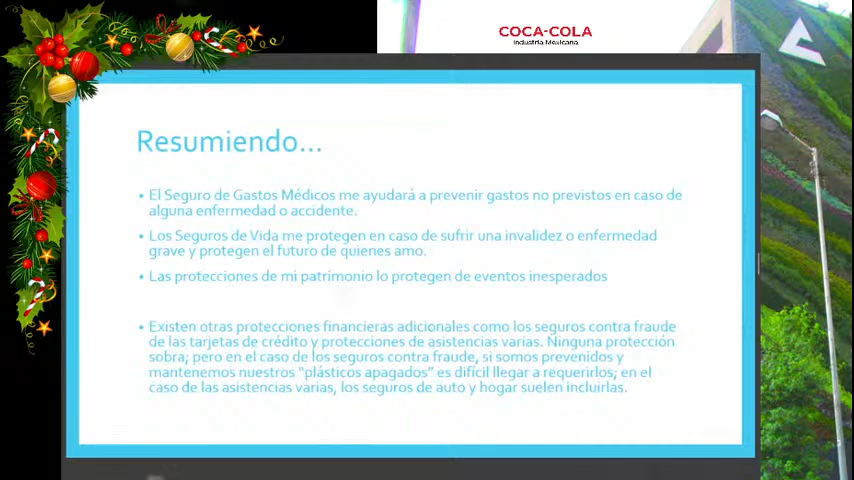 COCA-COLA
Industria Mexicana
Resumiendo...
• El Seguro de Gastos Médicos me ayudará a prevenir gastos no previstos en caso de
alguna enfermedad o accidente.
• Los Seguros de Vida me protegen en caso de sufrir una invalidez o enfermedad
grave y protegen el futuro de quienes amo.
• Las protecciones de mi patrimonio lo protegen de eventos inesperados
• Existen otras protecciones financieras adicionales como los seguros contra fraude
de las tarjetas de crédito y protecciones de asistencias varias. Ninguna protección
sobra; pero en el caso de los seguros contra fraude, si somos prevenidos y
mantenemos nuestros “plásticos apagados” es difícil llegar a requerirlos; en el
caso de las asistencias varias, los seguros de auto y hogar suelen incluirlas.